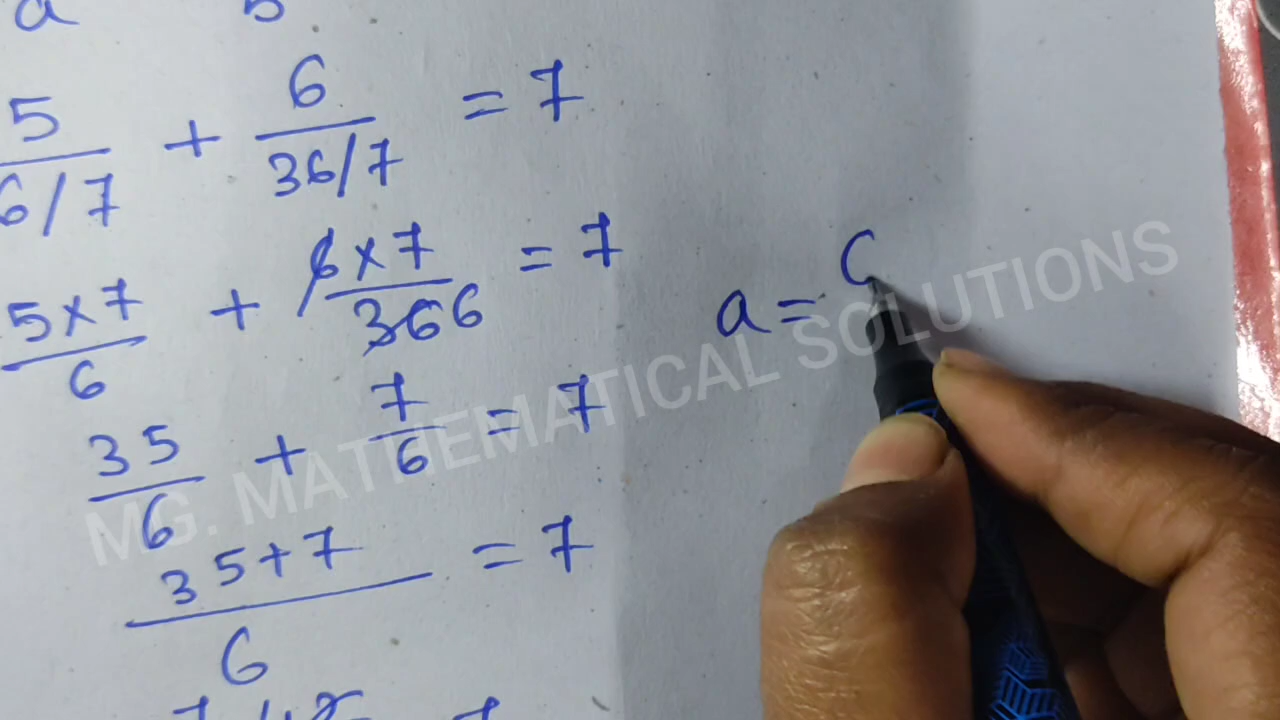 a b
5/(6/7) + 6/(36/7) = 7
(5×7)/6 + (6×7)/36 6 = 7
35/6 + 7/6 = 7
(35+7)/6 = 7
a =
MG. MATHEMATICAL SOLUTIONS